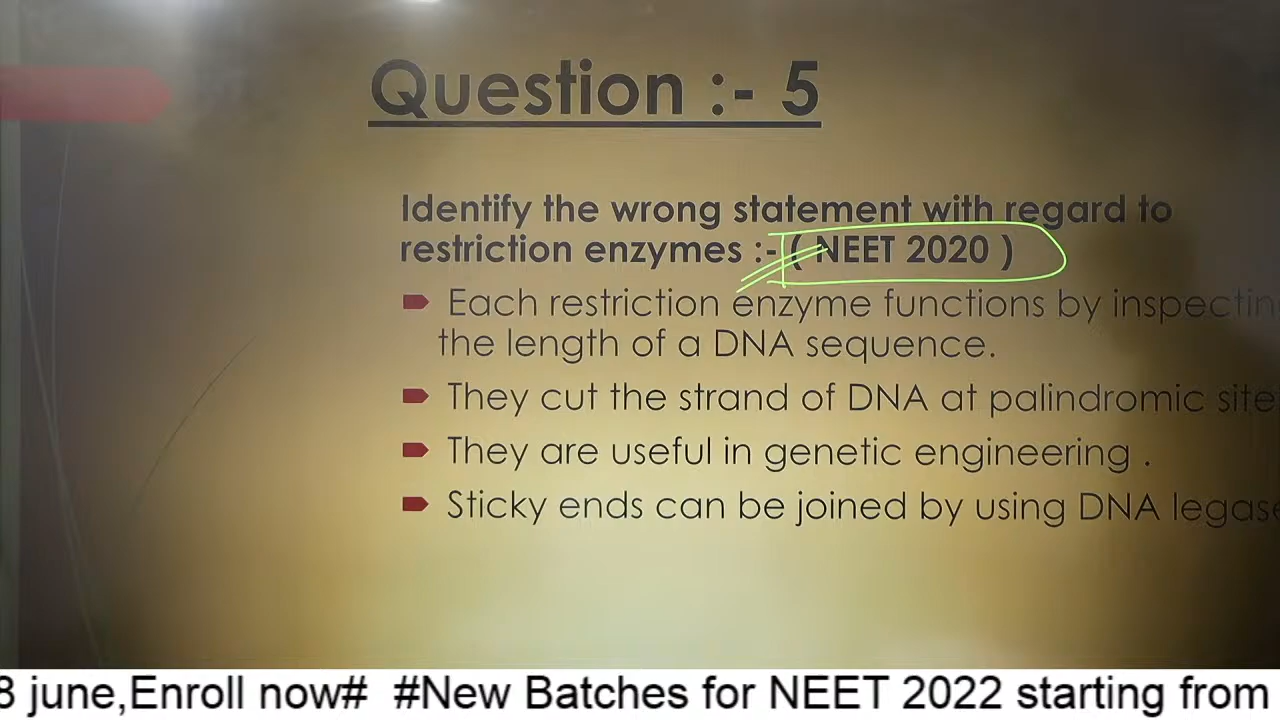 Question :- 5
Identify the wrong statement with regard to
restriction enzymes :- ( NEET 2020 )
Each restriction enzyme functions by inspectin
the length of a DNA sequence.
They cut the strand of DNA at palindromic site
They are useful in genetic engineering .
Sticky ends can be joined by using DNA legase
8 june,Enroll now# #New Batches for NEET 2022 starting from